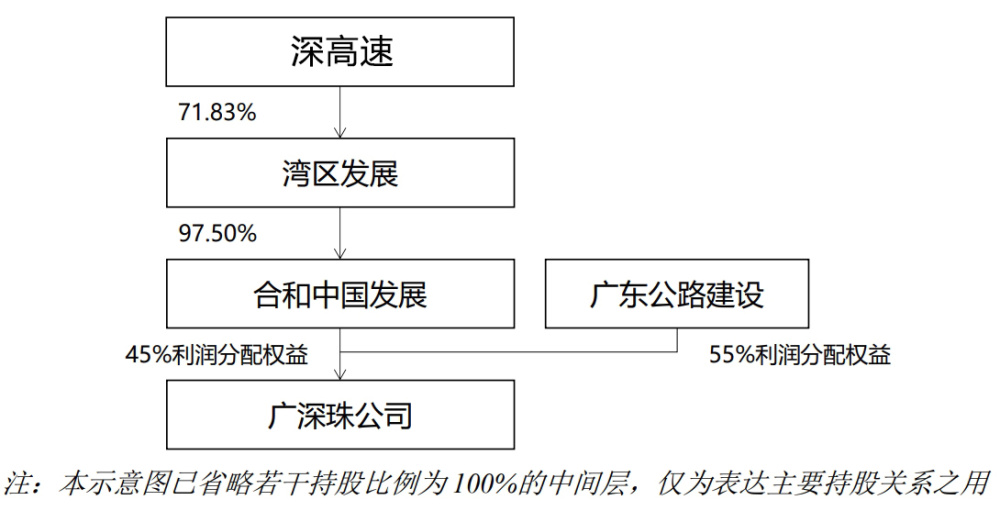 深高速
71.83%
湾区发展
97.50%
合和中国发展
广东公路建设
45%利润分配权益
55%利润分配权益
广深珠公司
注：本示意图已省略若干持股比例为100%的中间层，仅为表达主要持股关系之用